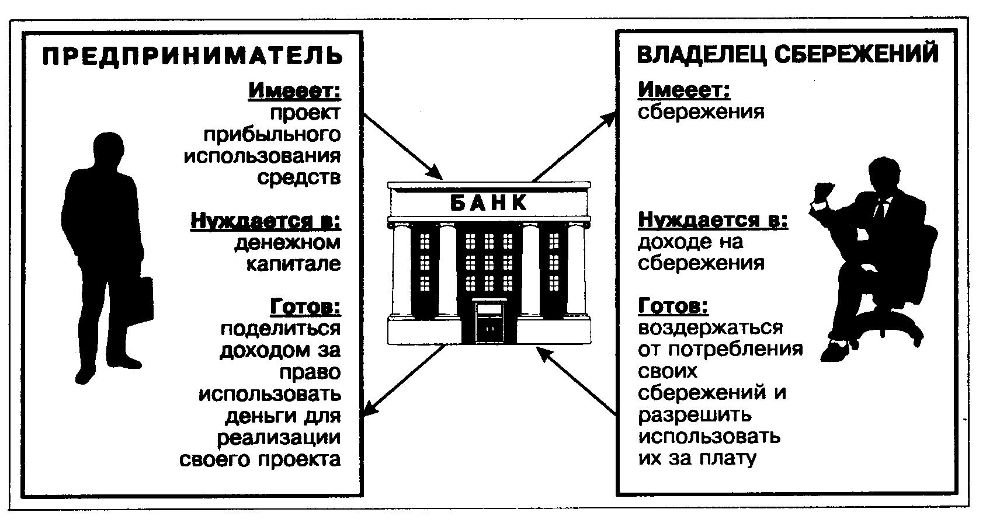 ПРЕДПРИНИМАТЕЛЬ
Имееет:
проект
прибыльного
использования
средств
Нуждается в:
денежном
капитале
Готов:
поделиться
доходом за
право
использовать
деньги для
реализации
своего проекта
БАНК
ВЛАДЕЛЕЦ СБЕРЕЖЕНИЙ
Имееет:
сбережения
Нуждается в:
доходе на
сбережения
Готов:
воздержаться
от потребления
своих
сбережений и
разрешить
использовать
их за плату